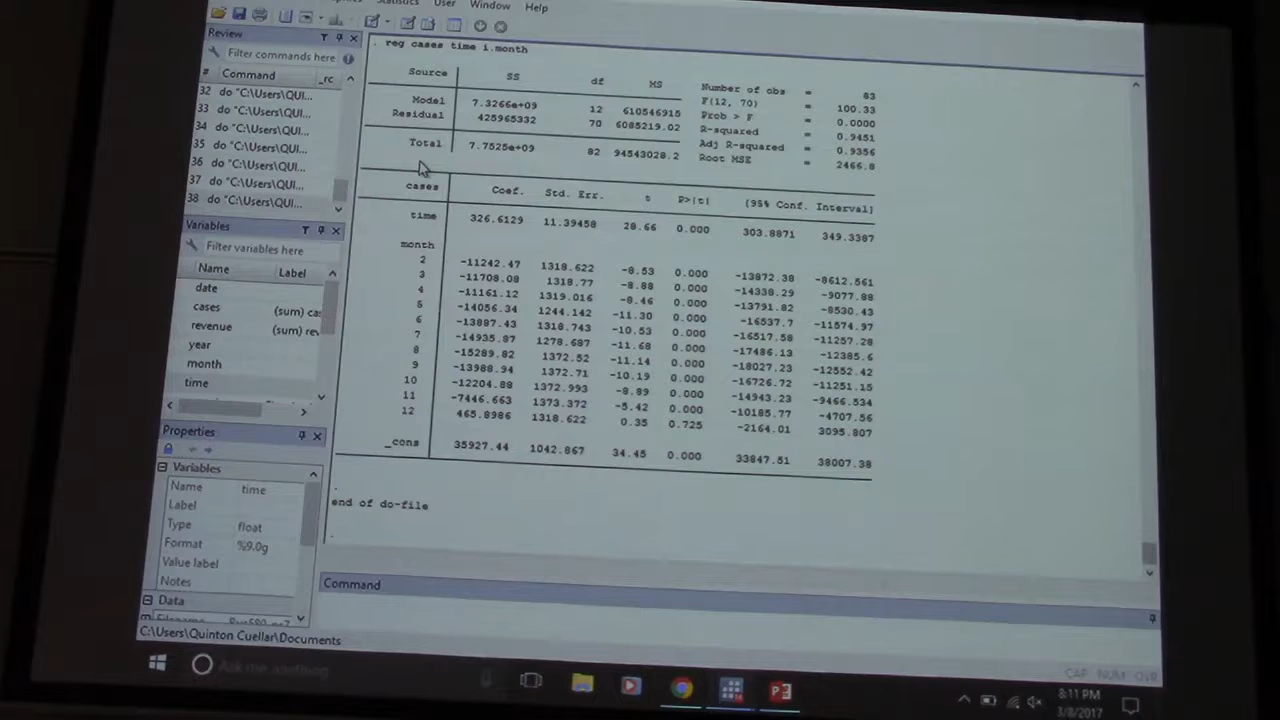 Statistics User Window Help
Review
Filter commands here
# Command _rc
32 do "C:\Users\QUI...
33 do "C:\Users\QUI...
34 do "C:\Users\QUI...
35 do "C:\Users\QUI...
36 do "C:\Users\QUI...
37 do "C:\Users\QUI...
38 do "C:\Users\QUI...
Variables
Filter variables here
Name Label
date
cases (sum) cas
revenue (sum) rev
year
month
time
Properties
Variables
Name time
Label
Type float
Format %9.0g
Value label
Notes
Data
C:\Users\Quinton Cuellar\Documents
. reg cases time i.month
Source SS df MS
Model 7.3266e+09 12 610546915
Residual 425965332 70 6085219.02
Total 7.7525e+09 82 94543028.2
Number of obs = 83
F(12, 70) = 100.33
Prob > F = 0.0000
R-squared = 0.9451
Adj R-squared = 0.9356
Root MSE = 2466.8
cases Coef. Std. Err. t P>|t| [95% Conf. Interval]
time 326.6129 11.39458 28.66 0.000 303.8871 349.3387
month
2 -11242.47 1318.622 -8.53 0.000 -13872.38 -8612.561
3 -11708.08 1318.77 -8.88 0.000 -14338.29 -9077.88
4 -11161.12 1319.016 -8.46 0.000 -13791.82 -8530.43
5 -14056.34 1244.142 -11.30 0.000 -16537.7 -11574.97
6 -13887.43 1318.743 -10.53 0.000 -16517.58 -11257.28
7 -14935.87 1278.687 -11.68 0.000 -17486.13 -12385.6
8 -15289.82 1372.52 -11.14 0.000 -18027.23 -12552.42
9 -13988.94 1372.71 -10.19 0.000 -16726.72 -11251.15
10 -12204.88 1372.993 -8.89 0.000 -14943.23 -9466.534
11 -7446.663 1373.372 -5.42 0.000 -10185.77 -4707.56
12 465.8986 1318.622 0.35 0.725 -2164.01 3095.807
_cons 35927.44 1042.867 34.45 0.000 33847.51 38007.38
.
end of do-file
.
Command
CAP NUM OVR
Ask me anything
8:11 PM
3/8/2017